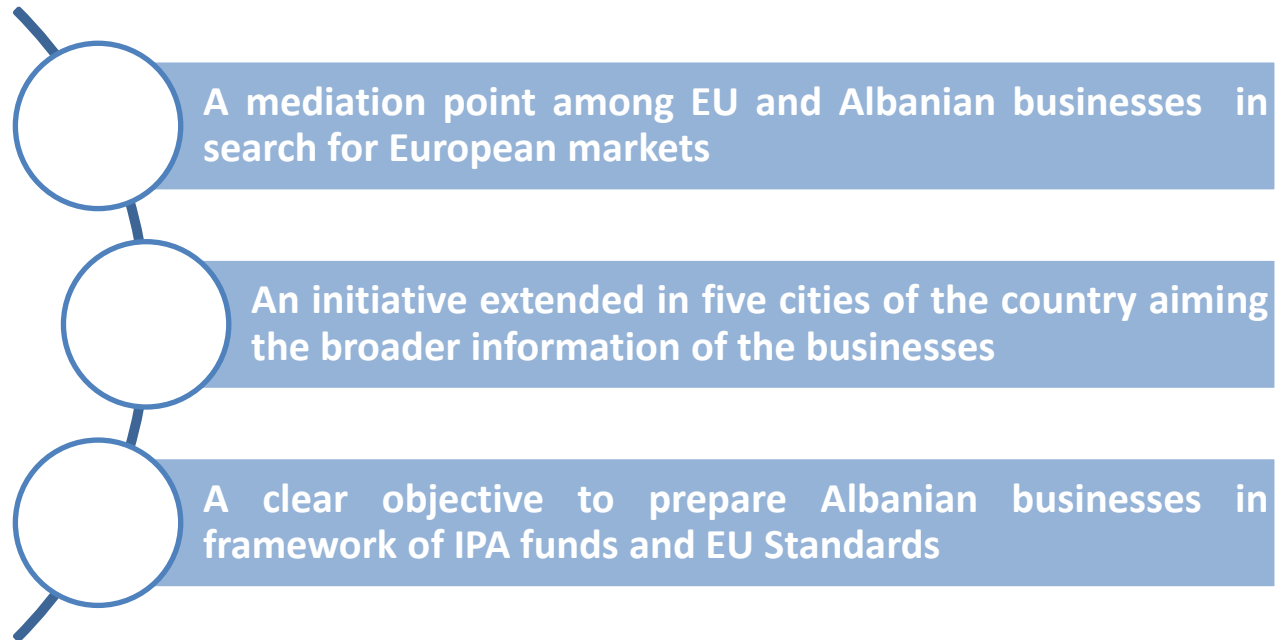 A mediation point among EU and Albanian businesses in
search for European markets
An initiative extended in five cities of the country aiming
the broader information of the businesses
A clear objective to prepare Albanian businesses in
framework of IPA funds and EU Standards